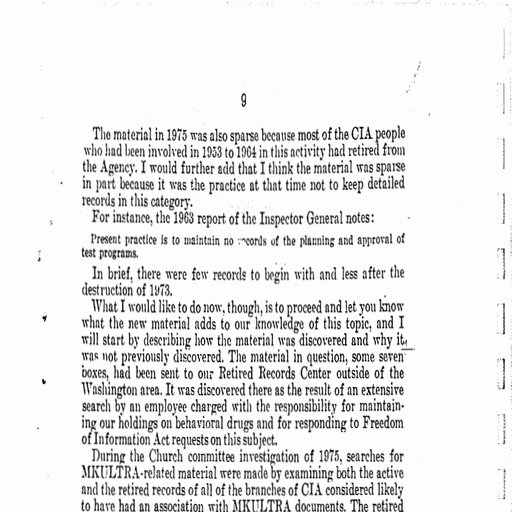 9
The material in 1975 was also sparse because most of the CIA people
who had been involved in 1953 to 1964 in this activity had retired from
the Agency. I would further add that I think the material was sparse
in part because it was the practice at that time not to keep detailed
records in this category.
For instance, the 1963 report of the Inspector General notes:
Present practice is to maintain no records of the planning and approval of
test programs.
In brief, there were few records to begin with and less after the
destruction of 1973.
What I would like to do now, though, is to proceed and let you know
what the new material adds to our knowledge of this topic, and I
will start by describing how the material was discovered and why it
was not previously discovered. The material in question, some seven
boxes, had been sent to our Retired Records Center outside of the
Washington area. It was discovered there as the result of an extensive
search by an employee charged with the responsibility for maintain-
ing our holdings on behavioral drugs and for responding to Freedom
of Information Act requests on this subject.
During the Church committee investigation of 1975, searches for
MKULTRA-related material were made by examining both the active
and the retired records of all of the branches of CIA considered likely
to have had an association with MKULTRA documents. The retired